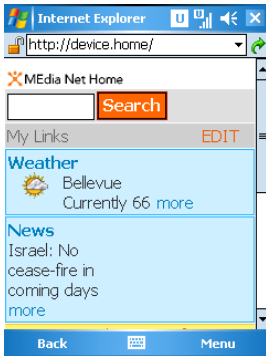 Internet Explorer
U
http://device.home/
MEdia Net Home
Search
My Links EDIT
Weather
Bellevue
Currently 66 more
News
Israel: No
cease-fire in
coming days
more
Back Menu